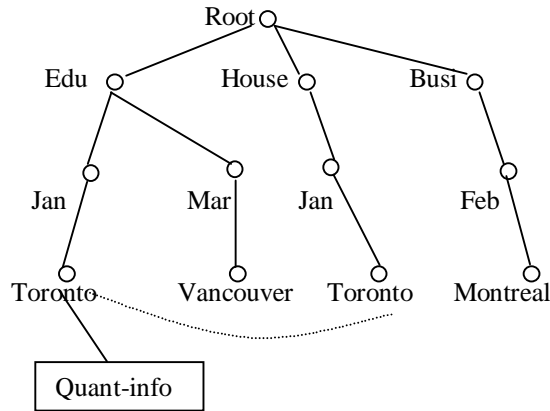 Root
Edu House Busi
Jan Mar Jan Feb
Toronto Vancouver Toronto Montreal
Quant-info